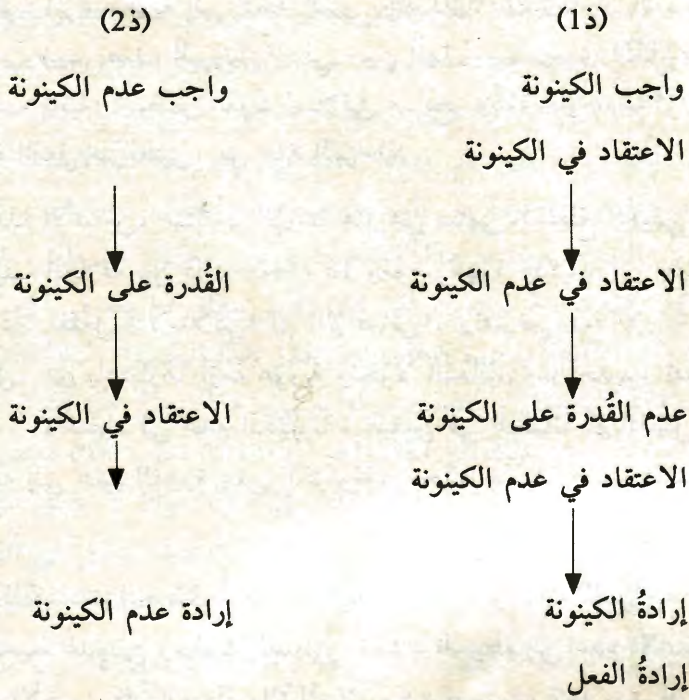 (ذ1)
واجب الكينونة
الاعتقاد في الكينونة
الاعتقاد في عدم الكينونة
عدم القُدرة على الكينونة
الاعتقاد في عدم الكينونة
إرادةُ الكينونة
إرادةُ الفعل
(ذ2)
واجب عدم الكينونة
القُدرة على الكينونة
الاعتقاد في الكينونة
إرادة عدم الكينونة